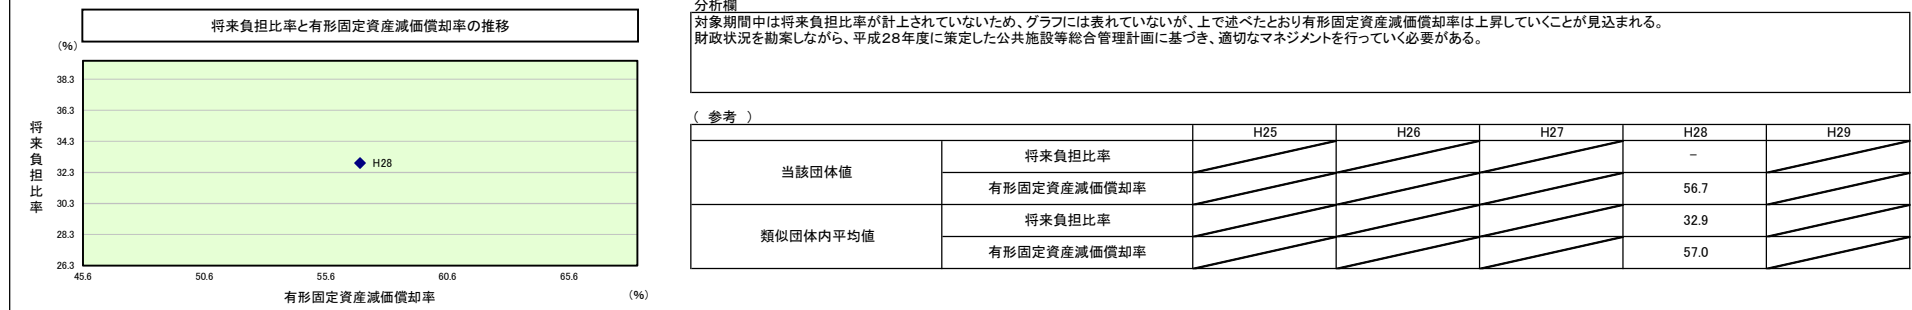 将来負担比率と有形固定資産減価償却率の推移
(%)
38.3
36.3
34.3
32.3
30.3
28.3
26.3
将来負担比率
H28
45.6 50.6 55.6 60.6 65.6
有形固定資産減価償却率
(%)
分析欄
対象期間中は将来負担比率が計上されていないため、グラフには表れていないが、上で述べたとおり有形固定資産減価償却率は上昇していくことが見込まれる。
財政状況を勘案しながら、平成28年度に策定した公共施設等総合管理計画に基づき、適切なマネジメントを行っていく必要がある。
( 参考 )
H25 H26 H27 H28 H29
当該団体値
将来負担比率 -
有形固定資産減価償却率 56.7
類似団体内平均値
将来負担比率 32.9
有形固定資産減価償却率 57.0